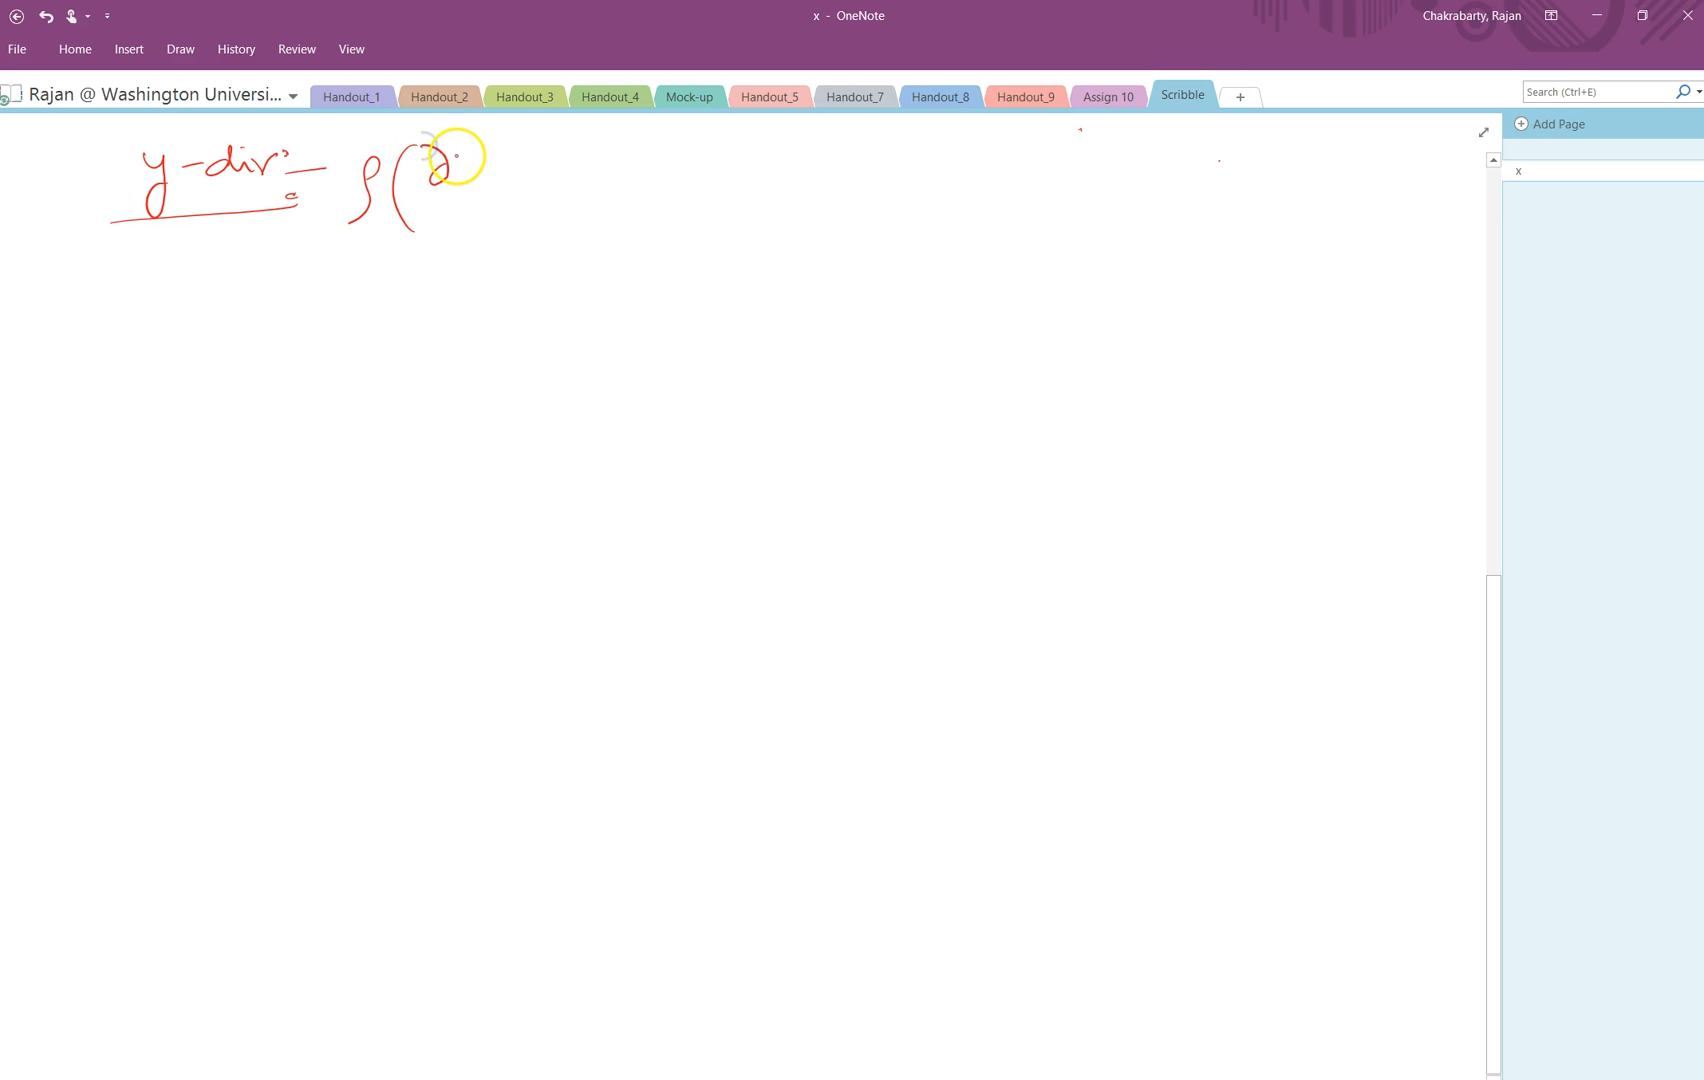 x - OneNote
Chakrabarty, Rajan
File Home Insert Draw History Review View
Rajan @ Washington Universi... Handout_1 Handout_2 Handout_3 Handout_4 Mock-up Handout_5 Handout_7 Handout_8 Handout_9 Assign 10 Scribble + Search (Ctrl+E)
Add Page
x
y-dir:- ρ(∂